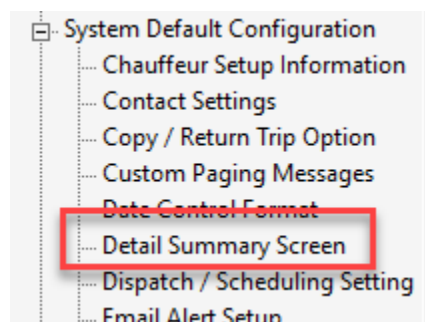 System Default Configuration
Chauffeur Setup Information
Contact Settings
Copy / Return Trip Option
Custom Paging Messages
Date Control Format
Detail Summary Screen
Dispatch / Scheduling Setting
Email Alert Setup